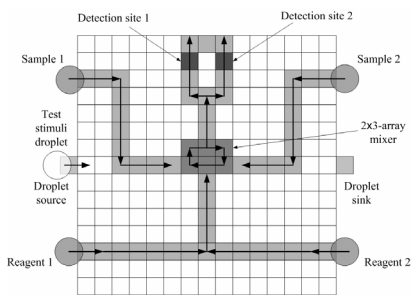 Detection site 1
Detection site 2
Sample 1
Sample 2
Test
stimuli
droplet
2x3-array
mixer
Droplet
source
Droplet
sink
Reagent 1
Reagent 2